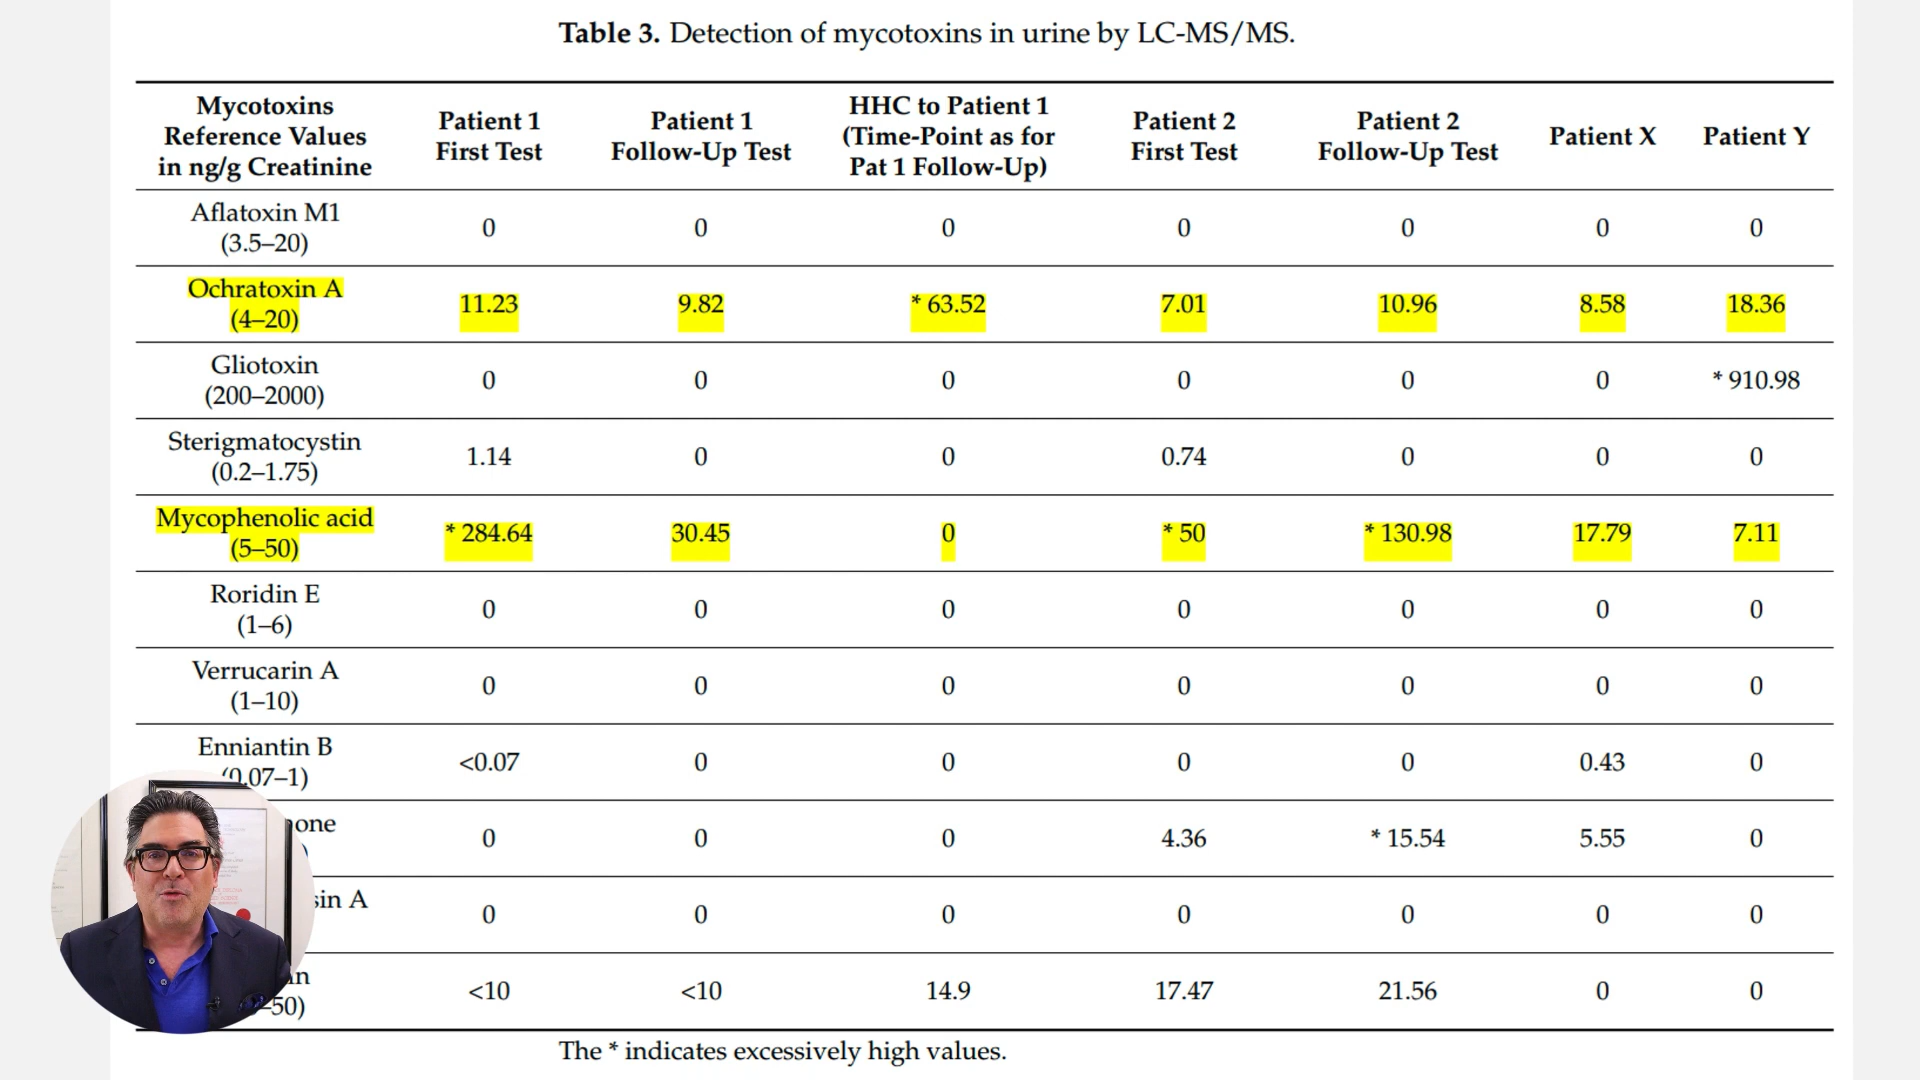 Table 3. Detection of mycotoxins in urine by LC-MS/MS.
Mycotoxins Reference Values in ng/g Creatinine
Patient 1 First Test
Patient 1 Follow-Up Test
HHC to Patient 1 (Time-Point as for Pat 1 Follow-Up)
Patient 2 First Test
Patient 2 Follow-Up Test
Patient X
Patient Y
Aflatoxin M1 (3.5–20) 0 0 0 0 0 0 0
Ochratoxin A (4–20) 11.23 9.82 * 63.52 7.01 10.96 8.58 18.36
Gliotoxin (200–2000) 0 0 0 0 0 0 * 910.98
Sterigmatocystin (0.2–1.75) 1.14 0 0 0.74 0 0 0
Mycophenolic acid (5–50) * 284.64 30.45 0 * 50 * 130.98 17.79 7.11
Roridin E (1–6) 0 0 0 0 0 0 0
Verrucarin A (1–10) 0 0 0 0 0 0 0
Enniantin B (0.07–1) <0.07 0 0 0 0 0.43 0
one 0 0 0 4.36 * 15.54 5.55 0
sin A 0 0 0 0 0 0 0
in –50) <10 <10 14.9 17.47 21.56 0 0
The * indicates excessively high values.